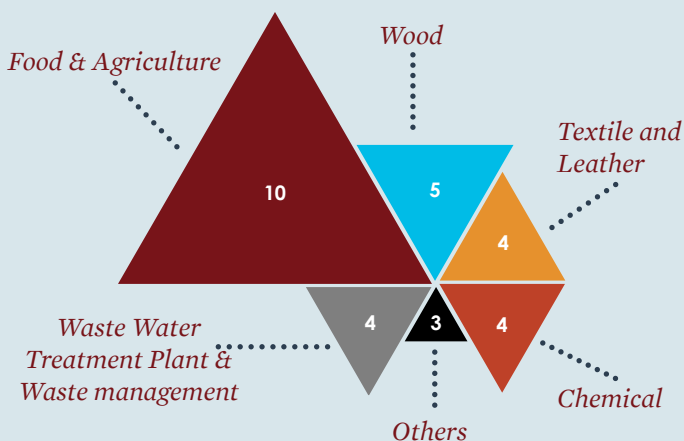 Wood
Food & Agriculture
Textile and
Leather
10
5
4
4
3
4
Waste Water
Treatment Plant &
Waste management
Chemical
Others